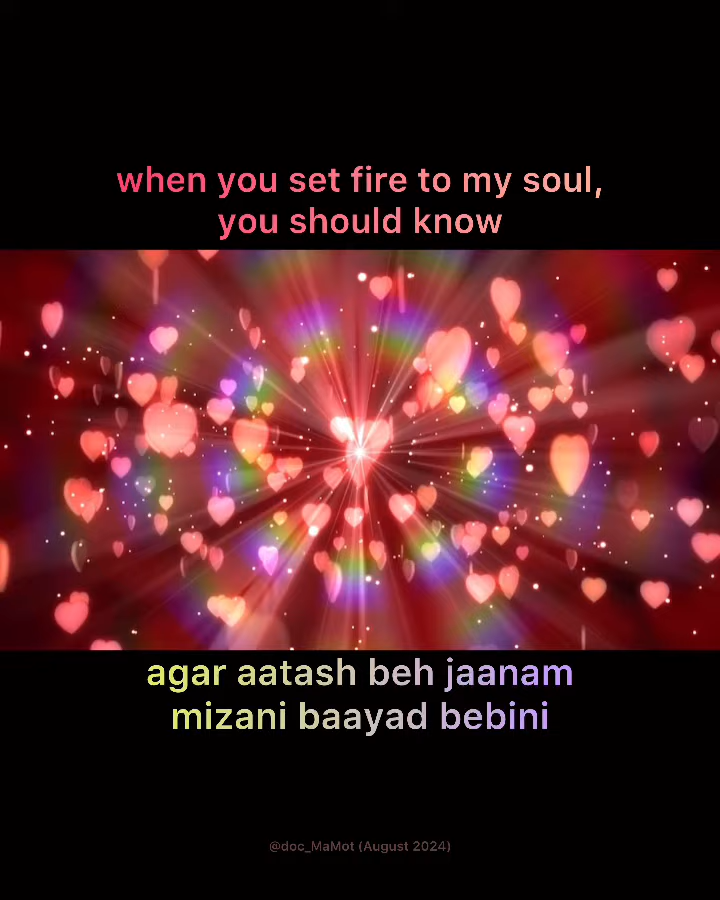 when you set fire to my soul,
you should know
agar aatash beh jaanam
mizani baayad bebini
@doc_MaMot (August 2024)